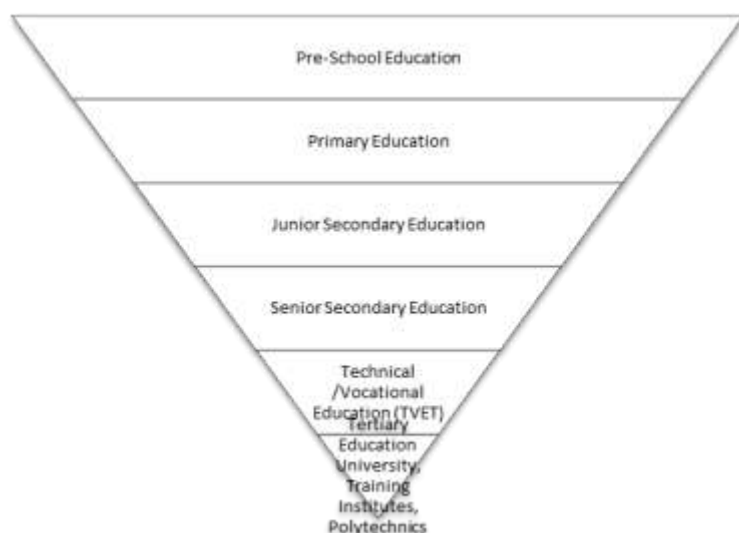 Pre-School Education
Primary Education
Junior Secondary Education
Senior Secondary Education
Technical
/Vocational
Education (TVET)
Tertiary
Education
University,
Training
Institutes,
Polytechnics